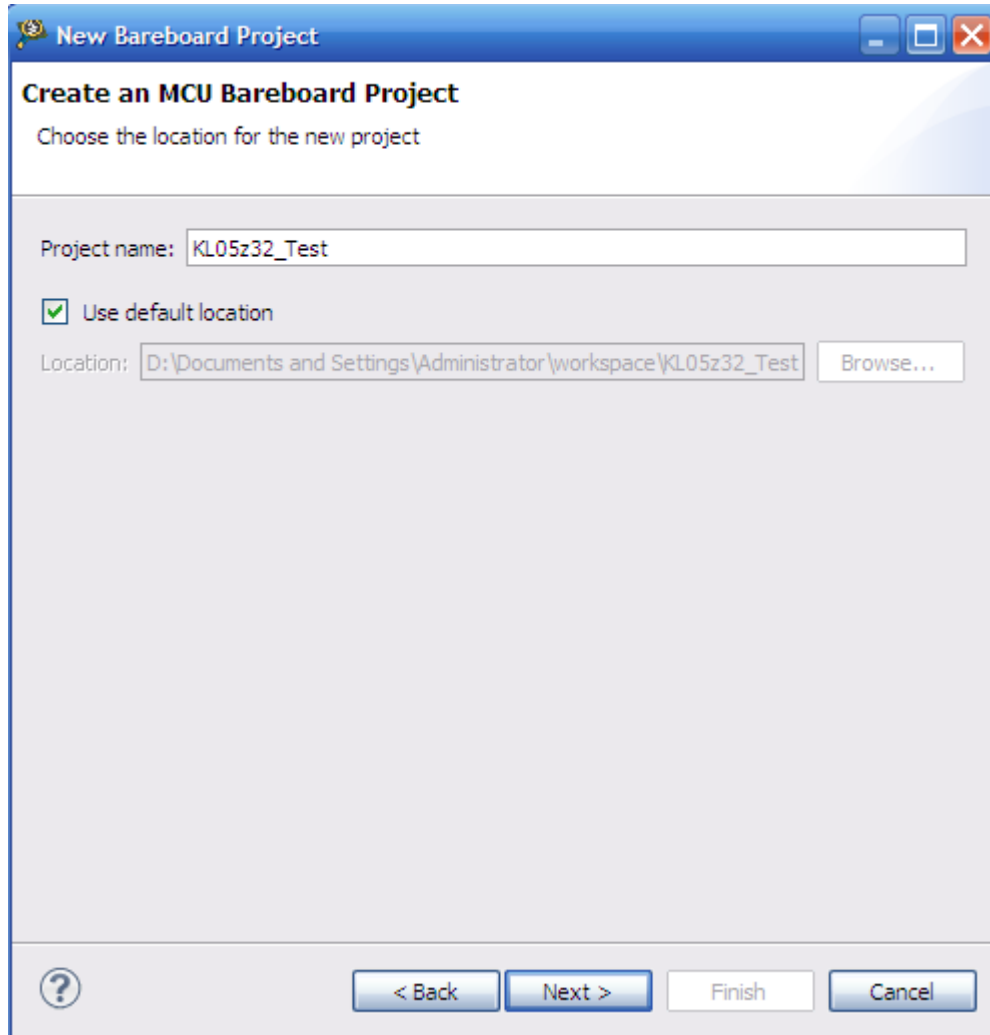 New Bareboard Project
Create an MCU Bareboard Project
Choose the location for the new project
Project name: KL05z32_Test
Use default location
Location: D:\Documents and Settings\Administrator\workspace\KL05z32_Test Browse...
? < Back Next > Finish Cancel